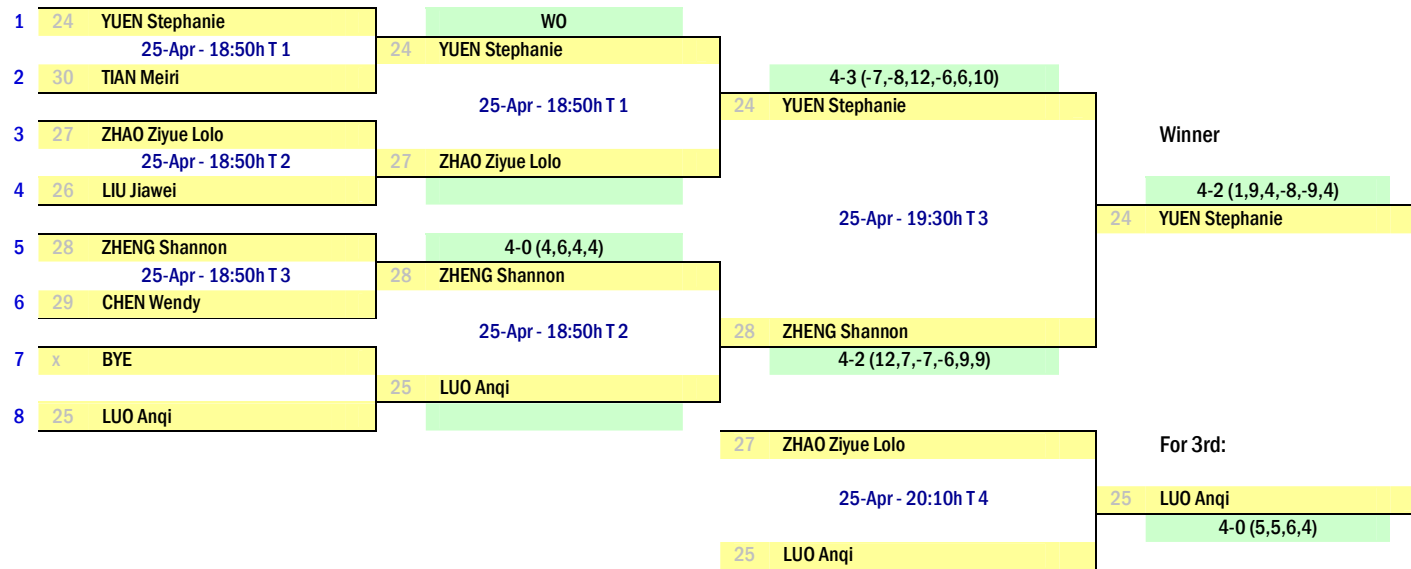 1 24 YUEN Stephanie WO
25-Apr - 18:50h T 1 24 YUEN Stephanie
2 30 TIAN Meiri 4-3 (-7,-8,12,-6,6,10)
25-Apr - 18:50h T 1 24 YUEN Stephanie
3 27 ZHAO Ziyue Lolo Winner
25-Apr - 18:50h T 2 27 ZHAO Ziyue Lolo
4 26 LIU Jiawei 4-2 (1,9,4,-8,-9,4)
25-Apr - 19:30h T 3 24 YUEN Stephanie
5 28 ZHENG Shannon 4-0 (4,6,4,4)
25-Apr - 18:50h T 3 28 ZHENG Shannon
6 29 CHEN Wendy
25-Apr - 18:50h T 2 28 ZHENG Shannon
7 x BYE 4-2 (12,7,-7,-6,9,9)
25 LUO Anqi
8 25 LUO Anqi
27 ZHAO Ziyue Lolo For 3rd:
25-Apr - 20:10h T 4 25 LUO Anqi
4-0 (5,5,6,4)
25 LUO Anqi